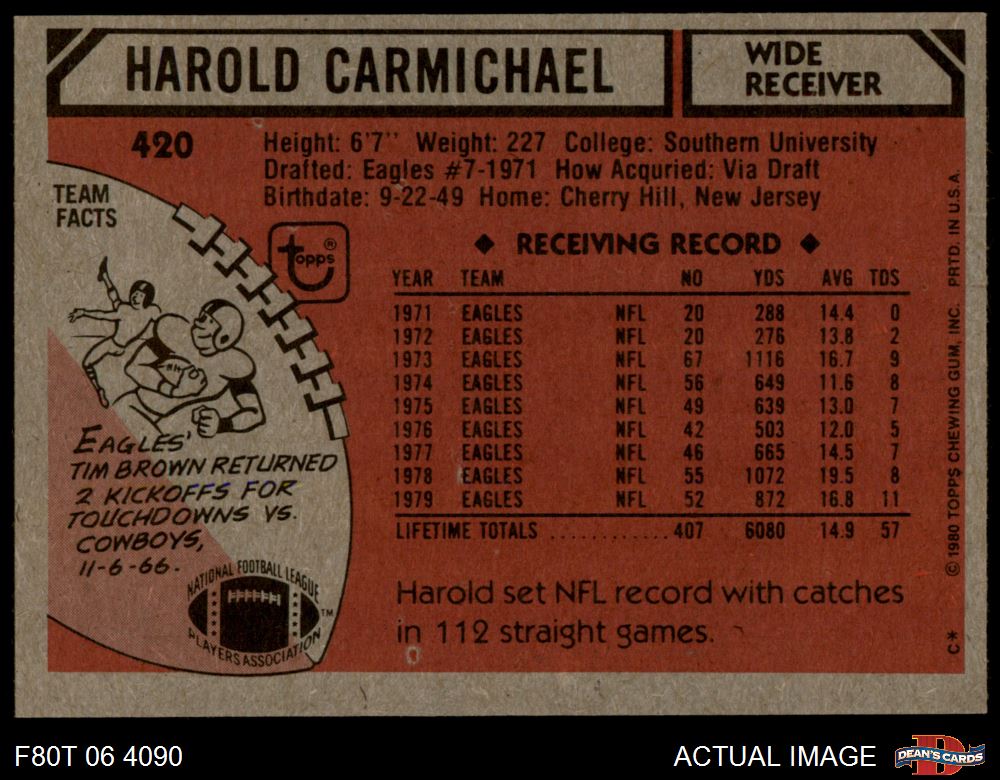 HAROLD CARMICHAEL
WIDE
RECEIVER
420
Height: 6'7" Weight: 227 College: Southern University
Drafted: Eagles #7-1971 How Acquried: Via Draft
Birthdate: 9-22-49 Home: Cherry Hill, New Jersey
TEAM
FACTS
topps ®
◆ RECEIVING RECORD ◆
YEAR TEAM NO YDS AVG TDS
1971 EAGLES NFL 20 288 14.4 0
1972 EAGLES NFL 20 276 13.8 2
1973 EAGLES NFL 67 1116 16.7 9
1974 EAGLES NFL 56 649 11.6 8
1975 EAGLES NFL 49 639 13.0 7
1976 EAGLES NFL 42 503 12.0 5
1977 EAGLES NFL 46 665 14.5 7
1978 EAGLES NFL 55 1072 19.5 8
1979 EAGLES NFL 52 872 16.8 11
LIFETIME TOTALS ............ 407 6080 14.9 57
Harold set NFL record with catches
in 112 straight games.
EAGLES'
TIM BROWN RETURNED
2 KICKOFFS FOR
TOUCHDOWNS VS.
COWBOYS,
11-6-66.
NATIONAL FOOTBALL LEAGUE
PLAYERS ASSOCIATION
TM
C* © 1980 TOPPS CHEWING GUM, INC. PRTD. IN U.S.A.
F80T 06 4090
ACTUAL IMAGE
D
DEAN'S CARDS